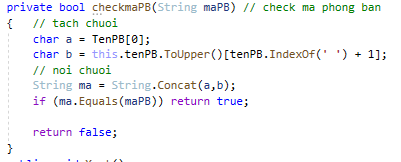 private bool checkmaPB(String maPB) // check ma phong ban
{ // tach chuoi
char a = TenPB[0];
char b = this.tenPB.ToUpper()[tenPB.IndexOf(' ') + 1];
// noi chuoi
String ma = String.Concat(a,b);
if (ma.Equals(maPB)) return true;
return false;
}